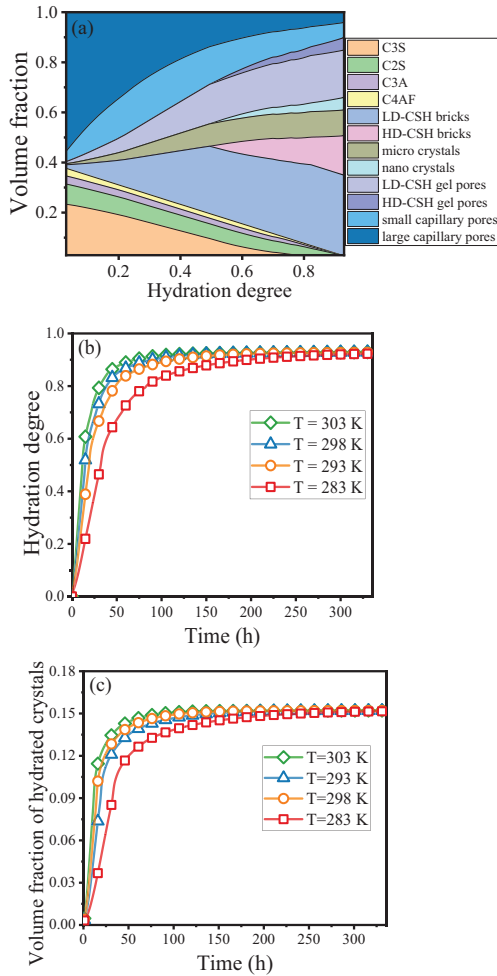 (a)
1.0
0.8
0.6
0.4
0.2
Volume fraction
0.2
0.4
0.6
0.8
Hydration degree
C3S
C2S
C3A
C4AF
LD-CSH bricks
HD-CSH bricks
micro crystals
nano crystals
LD-CSH gel pores
HD-CSH gel pores
small capillary pores
large capillary pores
(b)
1.0
0.8
0.6
0.4
0.2
0.0
Hydration degree
T = 303 K
T = 298 K
T = 293 K
T = 283 K
0
50
100
150
200
250
300
Time (h)
(c)
0.18
0.15
0.12
0.09
0.06
0.03
0.00
Volume fraction of hydrated crystals
T=303 K
T=293 K
T=298 K
T=283 K
0
50
100
150
200
250
300
Time (h)